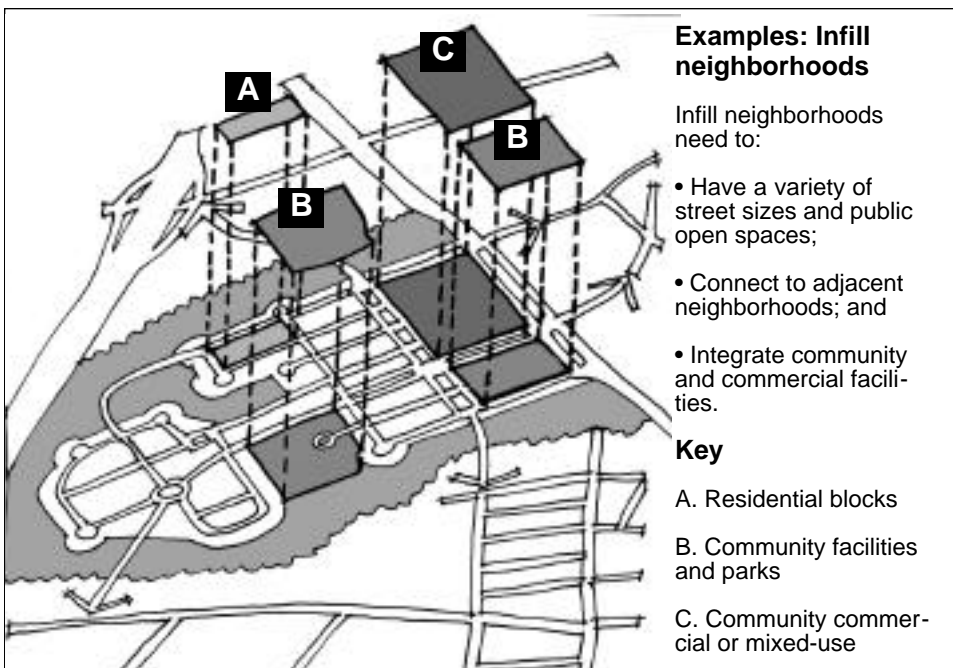 C
A
B
B
Examples: Infill
neighborhoods
Infill neighborhoods
need to:
• Have a variety of
street sizes and public
open spaces;
• Connect to adjacent
neighborhoods; and
• Integrate community
and commercial facili-
ties.
Key
A. Residential blocks
B. Community facilities
and parks
C. Community commer-
cial or mixed-use